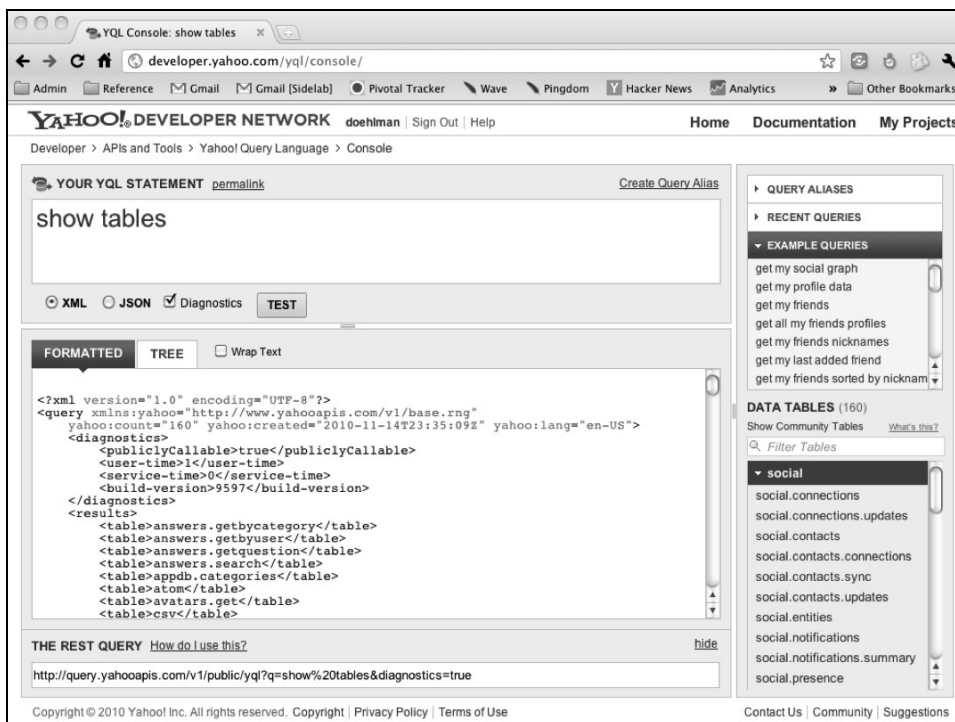 YQL Console: show tables
developer.yahoo.com/yql/console/
Admin Reference Gmail Gmail [Sidelab] Pivotal Tracker Wave Pingdom Hacker News Analytics » Other Bookmarks
YAHOO! DEVELOPER NETWORK doehlman | Sign Out | Help Home Documentation My Projects
Developer > APIs and Tools > Yahoo! Query Language > Console
YOUR YQL STATEMENT permalink Create Query Alias
show tables
XML JSON Diagnostics TEST
FORMATTED TREE Wrap Text
<?xml version="1.0" encoding="UTF-8"?>
<query xmlns:yahoo="http://www.yahooapis.com/v1/base.rng"
yahoo:count="160" yahoo:created="2010-11-14T23:35:09Z" yahoo:lang="en-US">
<diagnostics>
<publiclyCallable>true</publiclyCallable>
<user-time>1</user-time>
<service-time>0</service-time>
<build-version>9597</build-version>
</diagnostics>
<results>
<table>answers.getbycategory</table>
<table>answers.getbyuser</table>
<table>answers.getquestion</table>
<table>answers.search</table>
<table>appdb.categories</table>
<table>atom</table>
<table>avatars.get</table>
<table>csv</table>
THE REST QUERY How do I use this? hide
http://query.yahooapis.com/v1/public/yql?q=show%20tables&diagnostics=true
QUERY ALIASES
RECENT QUERIES
EXAMPLE QUERIES
get my social graph
get my profile data
get my friends
get all my friends profiles
get my friends nicknames
get my last added friend
get my friends sorted by nicknam
DATA TABLES (160)
Show Community Tables What's this?
Filter Tables
social
social.connections
social.connections.updates
social.contacts
social.contacts.connections
social.contacts.sync
social.contacts.updates
social.entities
social.notifications
social.notifications.summary
social.presence
Copyright © 2010 Yahoo! Inc. All rights reserved. Copyright | Privacy Policy | Terms of Use Contact Us | Community | Suggestions